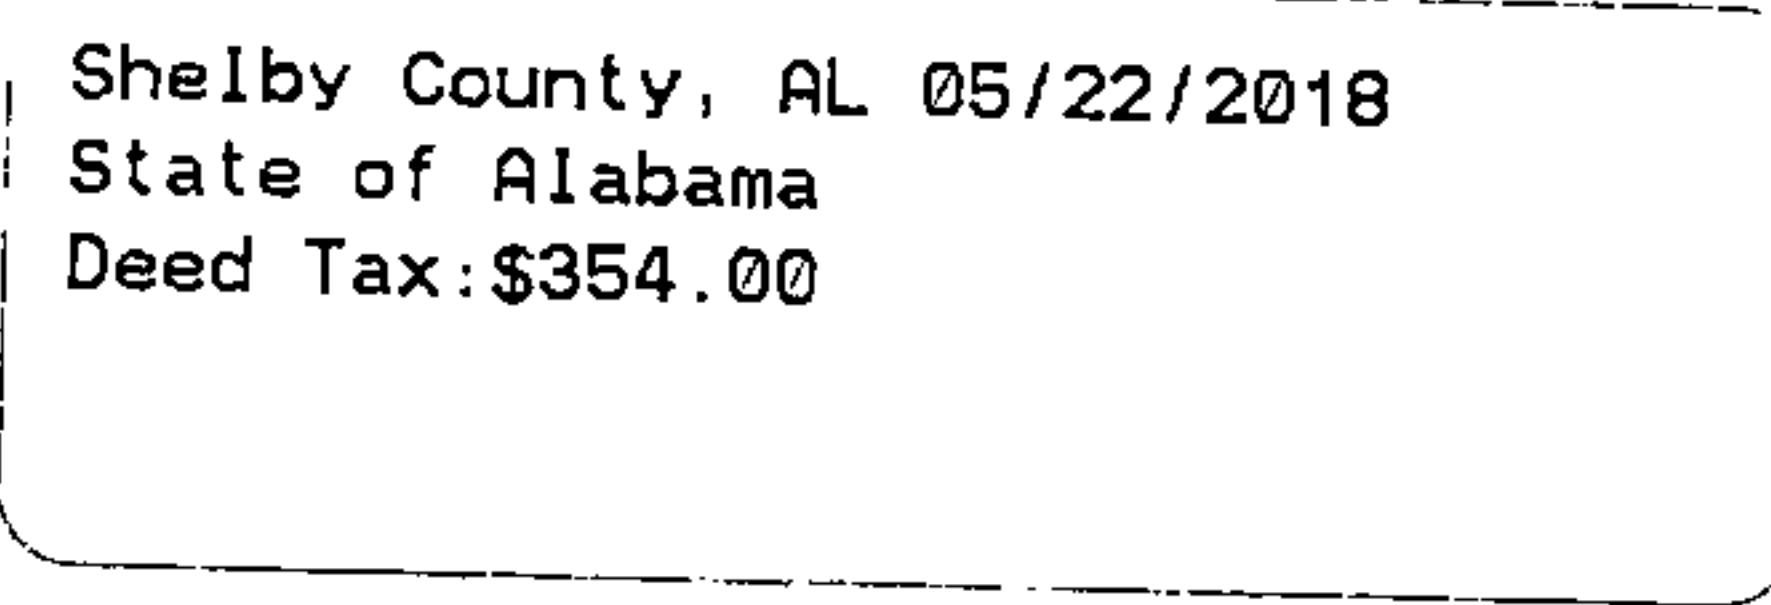 Shelby County, AL 05/22/2018
State of Alabama
Deed Tax:$354.00